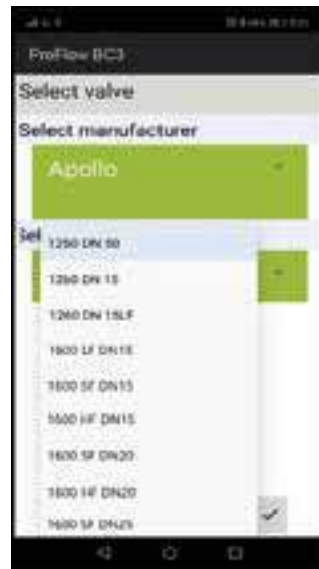 ProFlow BC3
Select valve
Select manufacturer
Apollo
Sel
1260 DN 50
1260 DN 15
1260 DN 15LF
1600 LF DN15
1600 SF DN15
1600 HF DN15
1600 SF DN20
1600 HF DN20
1600 SF DN25